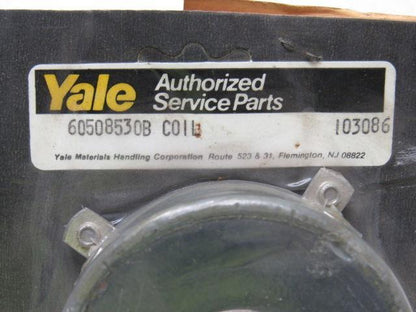 Yale Authorized
Service Parts
60508530B COIL 103086
Yale Materials Handling Corporation Route 523 & 31, Flemington, NJ 08822